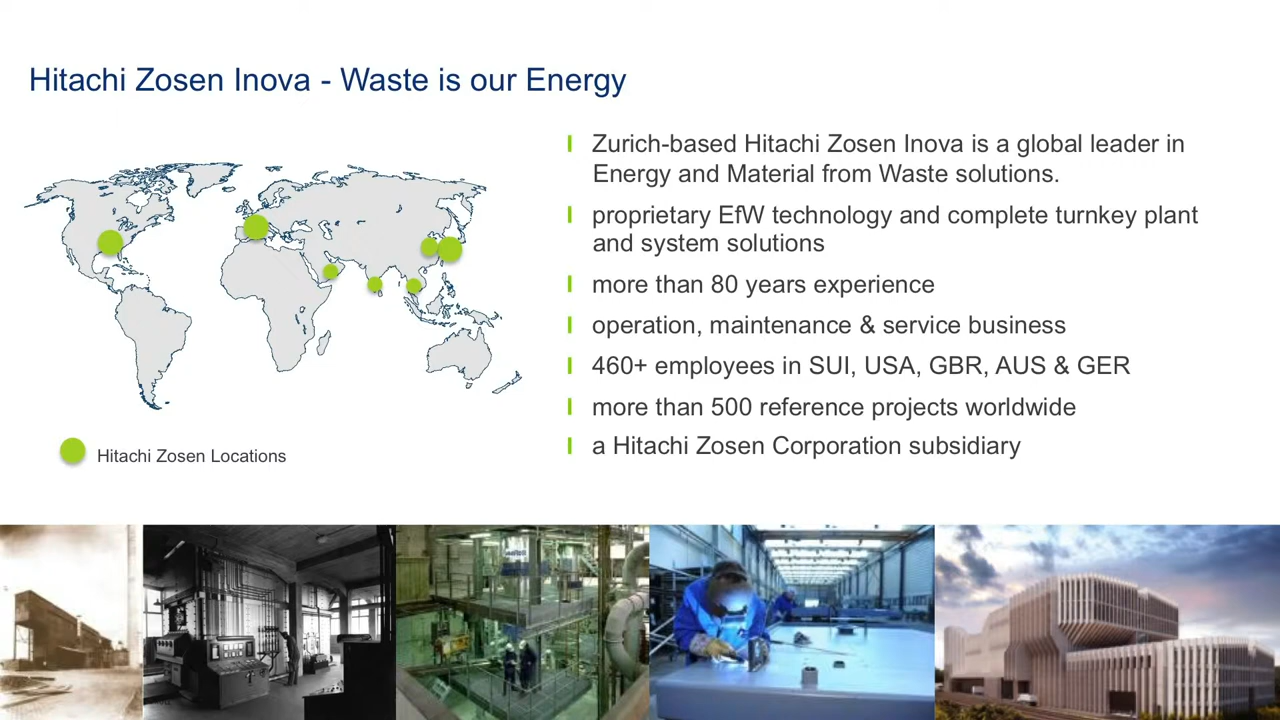 Hitachi Zosen Inova - Waste is our Energy
Zurich-based Hitachi Zosen Inova is a global leader in
Energy and Material from Waste solutions.
proprietary EfW technology and complete turnkey plant
and system solutions
more than 80 years experience
operation, maintenance & service business
460+ employees in SUI, USA, GBR, AUS & GER
more than 500 reference projects worldwide
a Hitachi Zosen Corporation subsidiary
Hitachi Zosen Locations